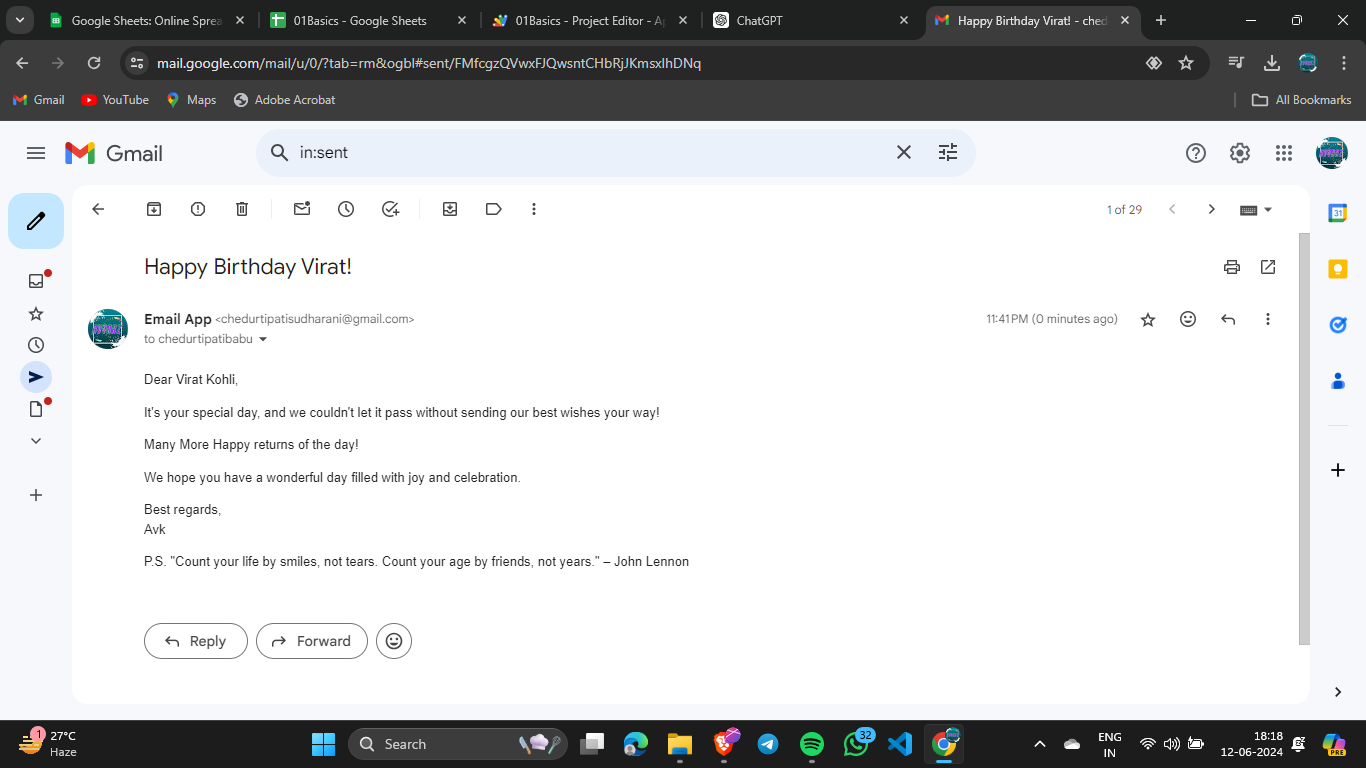 Google Sheets: Online Sprea
01Basics - Google Sheets
01Basics - Project Editor - Ap
ChatGPT
Happy Birthday Virat! - ched
mail.google.com/mail/u/0/?tab=rm&ogbl#sent/FMfcgzQVwxFJQwsntCHbRjJKmsxlhDNq
Gmail
YouTube
Maps
Adobe Acrobat
All Bookmarks
Gmail
in:sent
1 of 29
31
Happy Birthday Virat!
Email App <chedurtipatisudharani@gmail.com>
11:41 PM (0 minutes ago)
to chedurtipatibabu
Dear Virat Kohli,
It's your special day, and we couldn't let it pass without sending our best wishes your way!
Many More Happy returns of the day!
We hope you have a wonderful day filled with joy and celebration.
Best regards,
Avk
P.S. "Count your life by smiles, not tears. Count your age by friends, not years." – John Lennon
Reply
Forward
1
27°C
Haze
Search
32
ENG
IN
18:18
12-06-2024
PRE